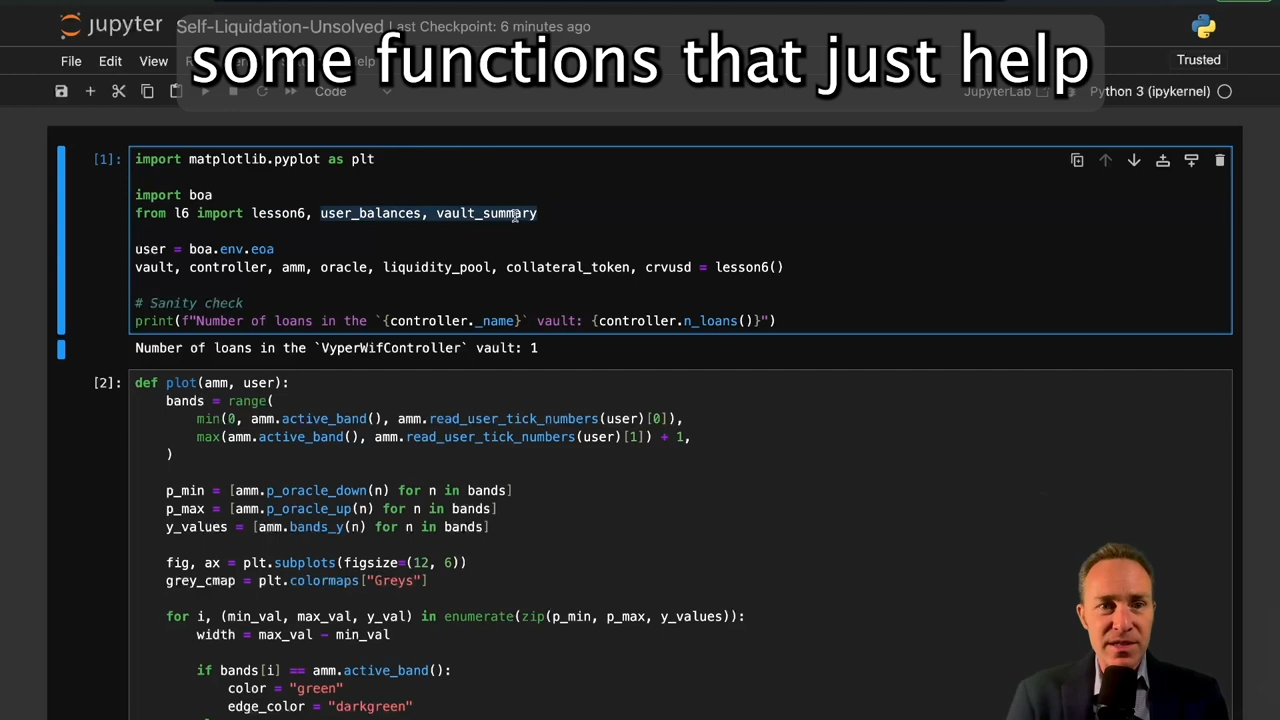 jupyter Self-Liquidation-Unsolved Last Checkpoint: 6 minutes ago
some functions that just help
File Edit View
Trusted
Code
JupyterLab
Python 3 (ipykernel)
[1]:
import matplotlib.pyplot as plt
import boa
from l6 import lesson6, user_balances, vault_summary
user = boa.env.eoa
vault, controller, amm, oracle, liquidity_pool, collateral_token, crvusd = lesson6()
# Sanity check
print(f"Number of loans in the `{controller._name}` vault: {controller.n_loans()}")
Number of loans in the `VyperWifController` vault: 1
[2]:
def plot(amm, user):
bands = range(
min(0, amm.active_band(), amm.read_user_tick_numbers(user)[0]),
max(amm.active_band(), amm.read_user_tick_numbers(user)[1]) + 1,
)
p_min = [amm.p_oracle_down(n) for n in bands]
p_max = [amm.p_oracle_up(n) for n in bands]
y_values = [amm.bands_y(n) for n in bands]
fig, ax = plt.subplots(figsize=(12, 6))
grey_cmap = plt.colormaps["Greys"]
for i, (min_val, max_val, y_val) in enumerate(zip(p_min, p_max, y_values)):
width = max_val - min_val
if bands[i] == amm.active_band():
color = "green"
edge_color = "darkgreen"